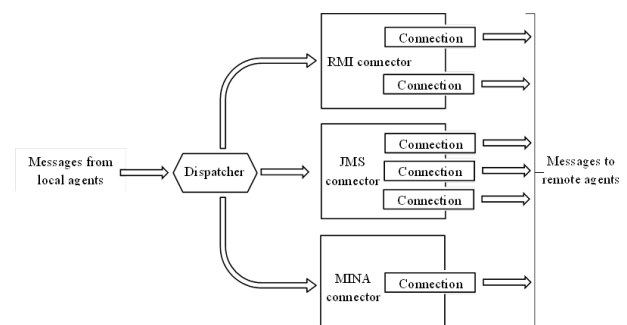 Messages from
local agents
Dispatcher
RMI connector
Connection
Connection
JMS
connector
Connection
Connection
Connection
MINA
connector
Connection
Messages to
remote agents